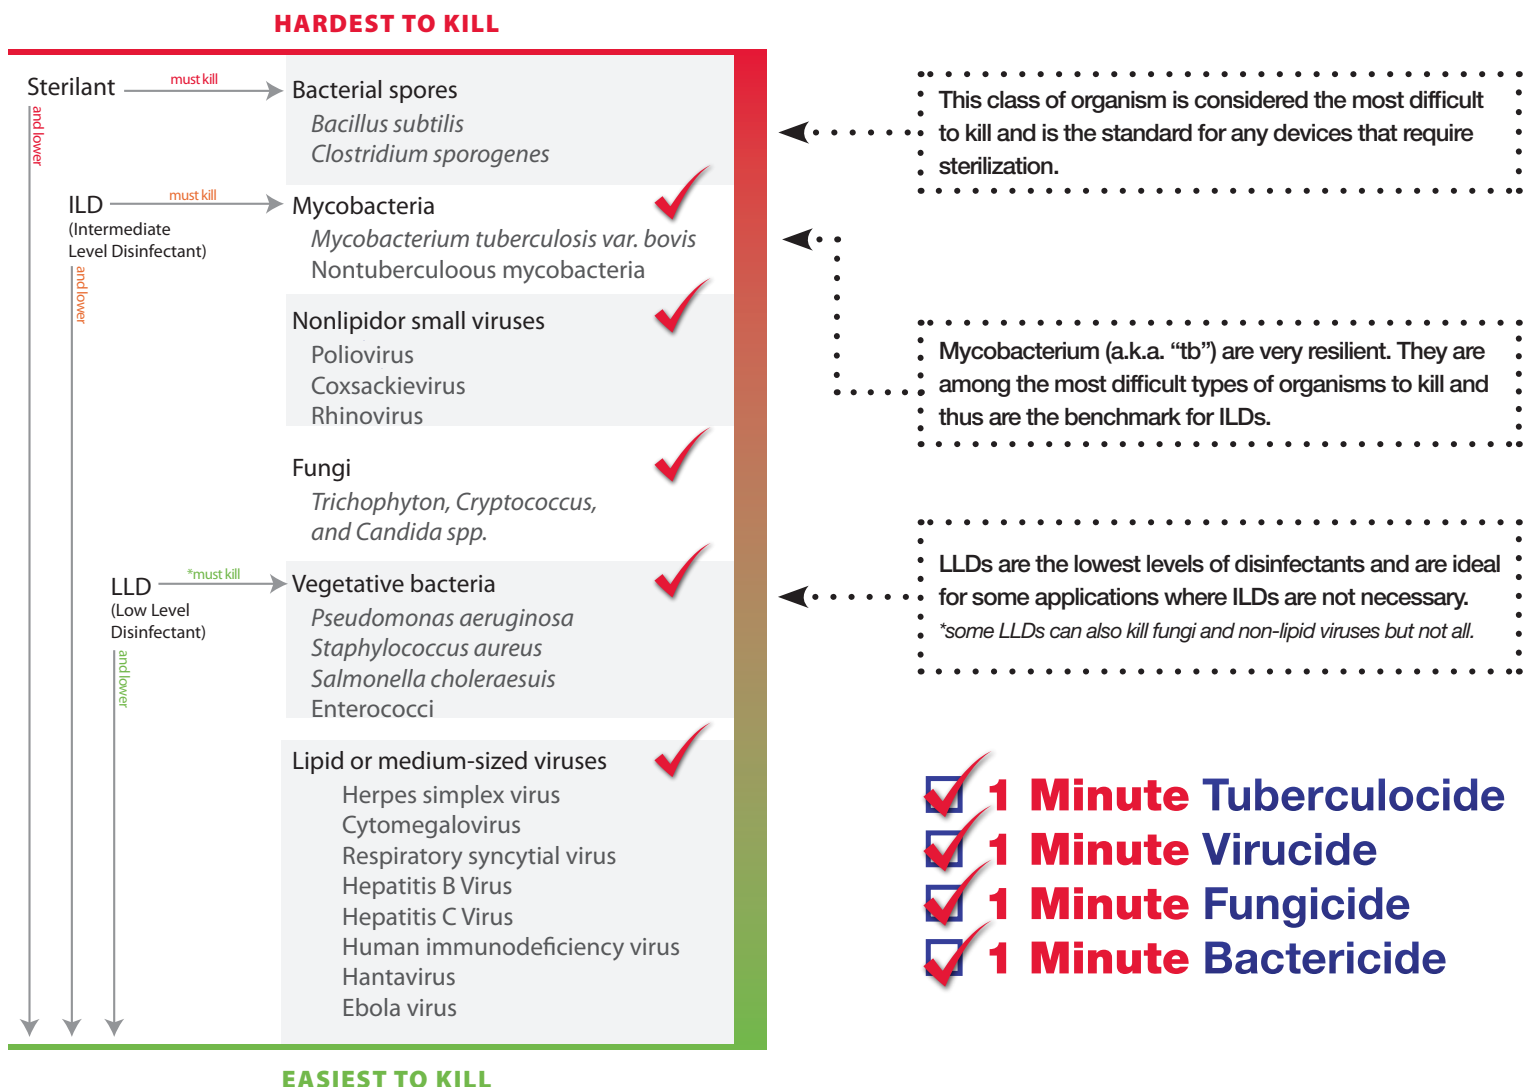 HARDEST TO KILL
Sterilant
must kill
and lower
Bacterial spores
Bacillus subtilis
Clostridium sporogenes
ILD
(Intermediate
Level Disinfectant)
must kill
and lower
Mycobacteria
Mycobacterium tuberculosis var. bovis
Nontuberculoous mycobacteria
Nonlipidor small viruses
Poliovirus
Coxsackievirus
Rhinovirus
Fungi
Trichophyton, Cryptococcus,
and Candida spp.
LLD
(Low Level
Disinfectant)
*must kill
and lower
Vegetative bacteria
Pseudomonas aeruginosa
Staphylococcus aureus
Salmonella choleraesuis
Enterococci
Lipid or medium-sized viruses
Herpes simplex virus
Cytomegalovirus
Respiratory syncytial virus
Hepatitis B Virus
Hepatitis C Virus
Human immunodeficiency virus
Hantavirus
Ebola virus
EASIEST TO KILL
This class of organism is considered the most difficult
to kill and is the standard for any devices that require
sterilization.
Mycobacterium (a.k.a. “tb”) are very resilient. They are
among the most difficult types of organisms to kill and
thus are the benchmark for ILDs.
LLDs are the lowest levels of disinfectants and are ideal
for some applications where ILDs are not necessary.
*some LLDs can also kill fungi and non-lipid viruses but not all.
1 Minute Tuberculocide
1 Minute Virucide
1 Minute Fungicide
1 Minute Bactericide